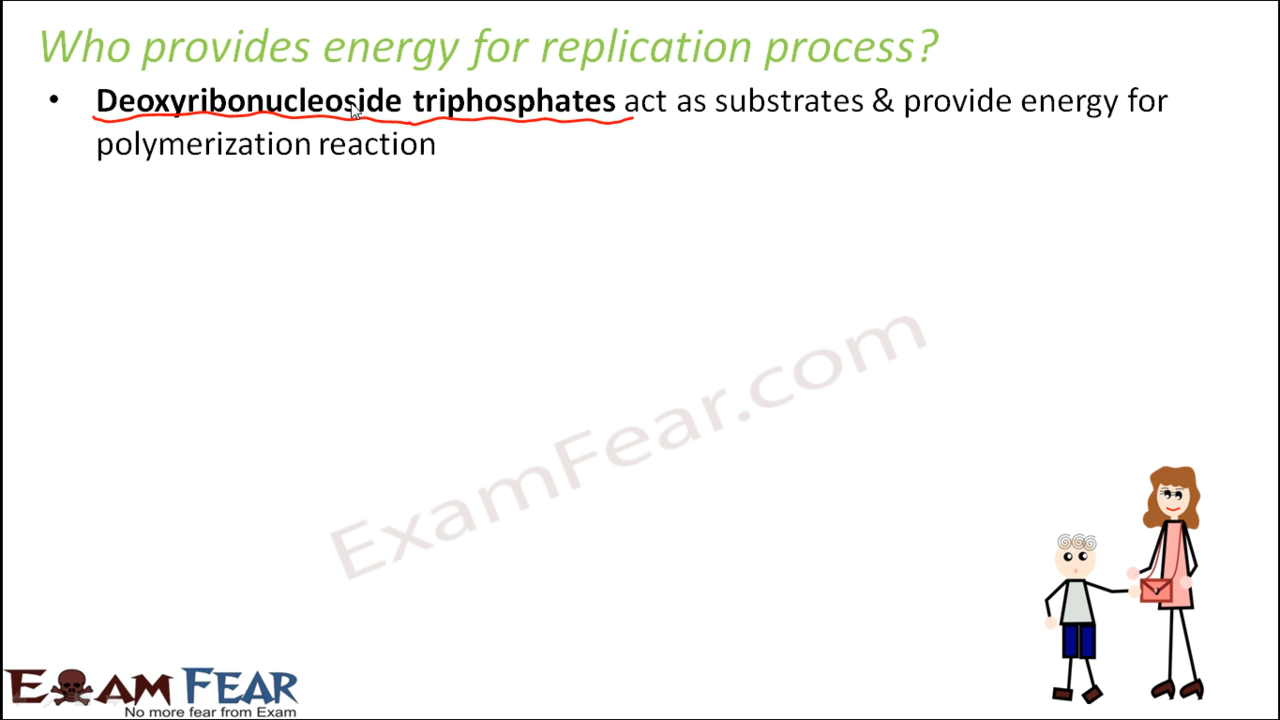 Who provides energy for replication process?
• Deoxyribonucleoside triphosphates act as substrates & provide energy for
polymerization reaction
ExamFear.com
EXAM FEAR
No more fear from Exam